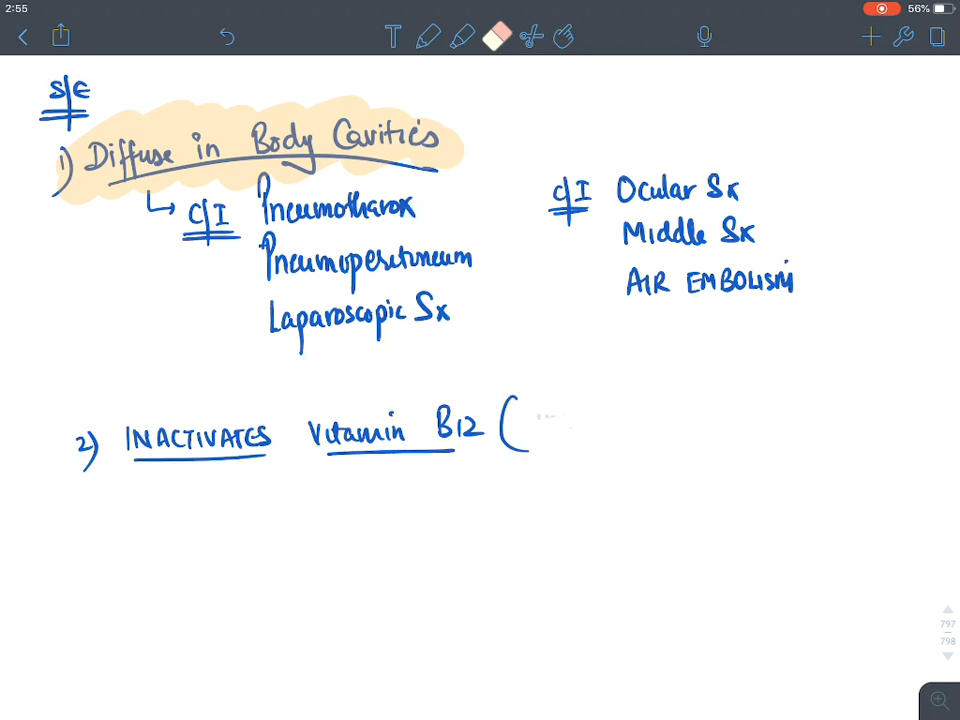 2:55
56%
T
S/E
1) Diffuse in Body Cavities
C/I Pneumothorox
Pneumoperitoneum
Laparoscopic Sx
C/I Ocular Sx
Middle Sx
AIR EMBOLISM
2) INACTIVATES Vitamin B12 (
797
798